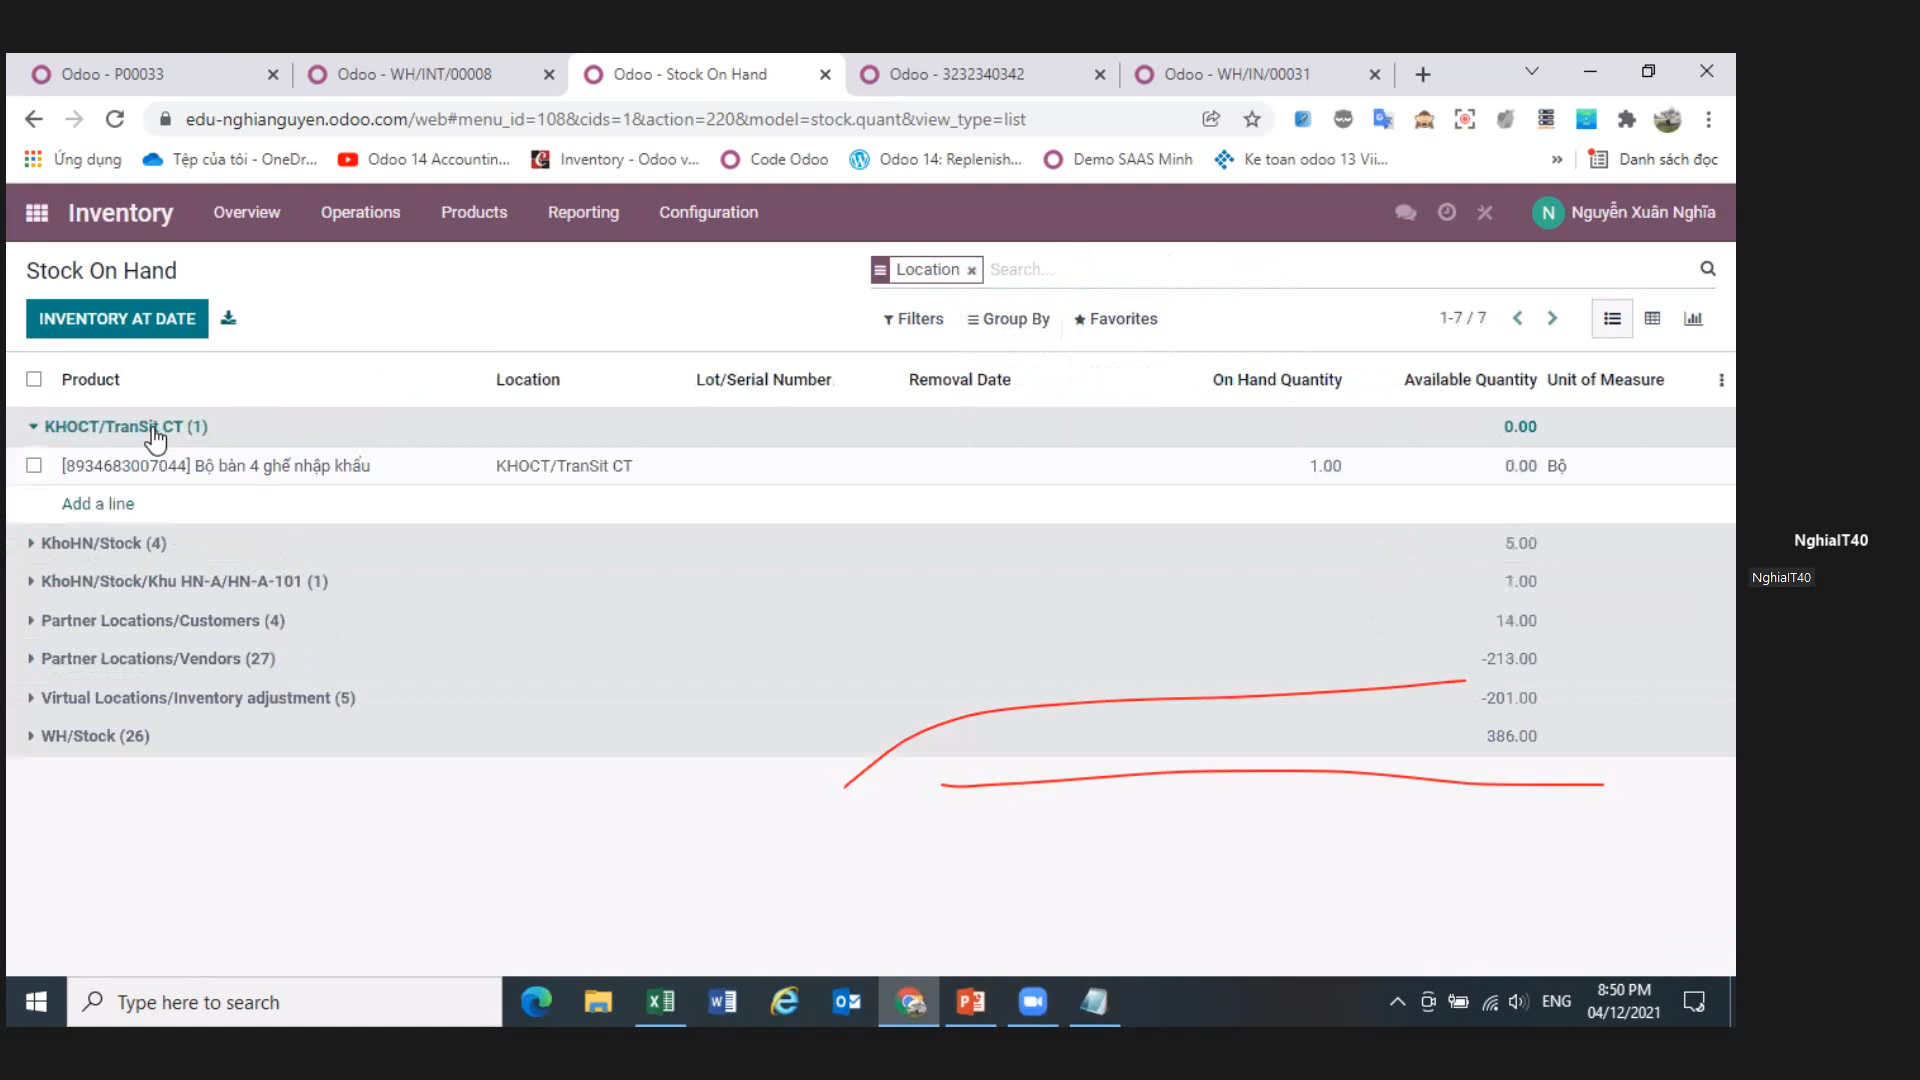 Odoo - P00033
Odoo - WH/INT/00008
Odoo - Stock On Hand
Odoo - 3232340342
Odoo - WH/IN/00031
edu-nghianguyen.odoo.com/web#menu_id=108&cids=1&action=220&model=stock.quant&view_type=list
Ứng dụng
Tệp của tôi - OneDr...
Odoo 14 Accountin...
Inventory - Odoo v...
Code Odoo
Odoo 14: Replenish...
Demo SAAS Minh
Ke toan odoo 13 Vii...
»
Danh sách đọc
Inventory
Overview
Operations
Products
Reporting
Configuration
N
Nguyễn Xuân Nghĩa
Stock On Hand
Location ×
Search...
INVENTORY AT DATE
Filters
Group By
Favorites
1-7 / 7
Product
Location
Lot/Serial Number
Removal Date
On Hand Quantity
Available Quantity
Unit of Measure
KHOCT/TranSit CT (1) 0.00
[8934683007044] Bộ bàn 4 ghế nhập khẩu KHOCT/TranSit CT 1.00 0.00 Bộ
Add a line
KhoHN/Stock (4) 5.00
KhoHN/Stock/Khu HN-A/HN-A-101 (1) 1.00
Partner Locations/Customers (4) 14.00
Partner Locations/Vendors (27) -213.00
Virtual Locations/Inventory adjustment (5) -201.00
WH/Stock (26) 386.00
NghiaIT40
NghiaIT40
Type here to search
ENG
8:50 PM
04/12/2021